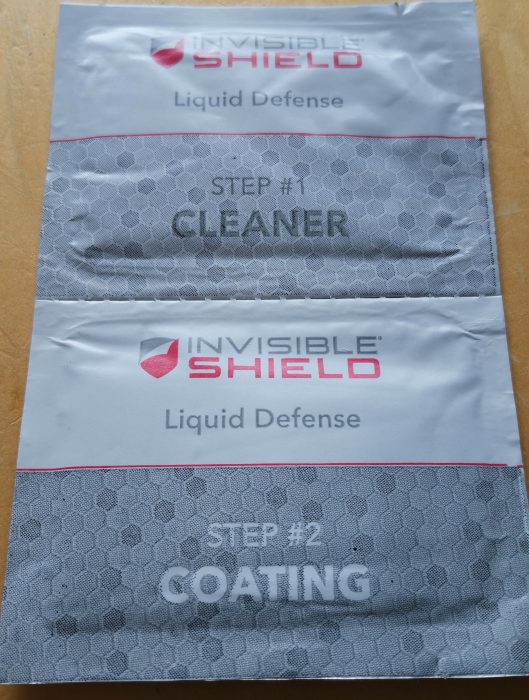 INVISIBLE
SHIELD
Liquid Defense
STEP #1
CLEANER
INVISIBLE®
SHIELD
Liquid Defense
STEP #2
COATING